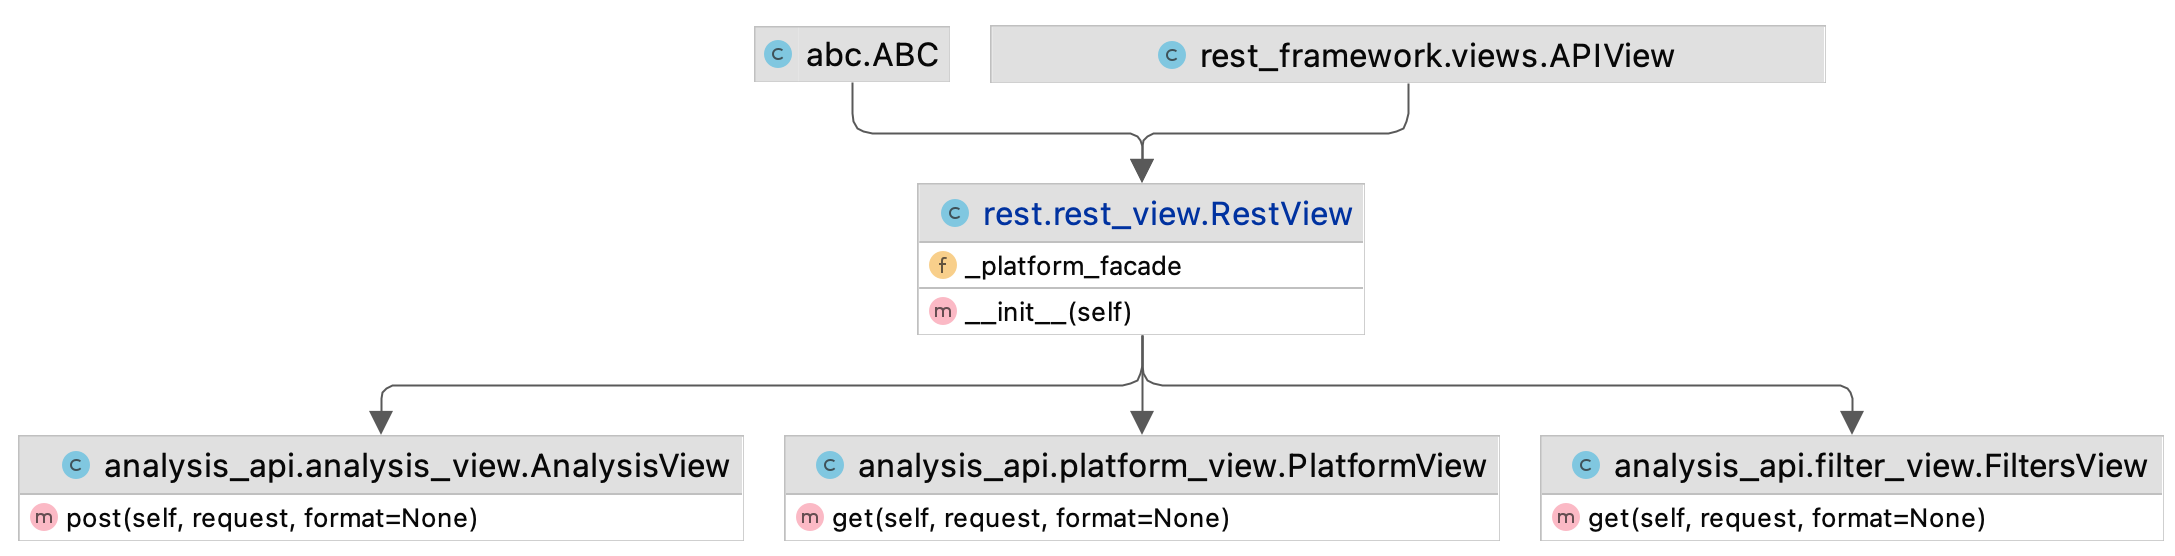 C abc.ABC
C rest_framework.views.APIView
C rest.rest_view.RestView
f _platform_facade
m __init__(self)
C analysis_api.analysis_view.AnalysisView
m post(self, request, format=None)
C analysis_api.platform_view.PlatformView
m get(self, request, format=None)
C analysis_api.filter_view.FiltersView
m get(self, request, format=None)